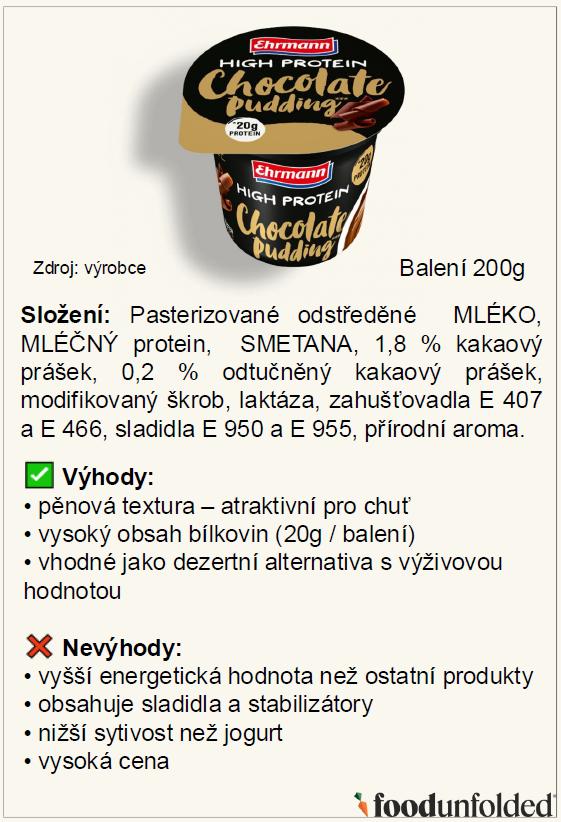 Ehrmann
HIGH PROTEIN
Chocolate
Pudding
20g
PROTEIN
Ehrmann
20g
HIGH PROTEIN
Chocolate
Pudding
Zdroj: výrobce
Balení 200g
Složení: Pasterizované odstředěné MLÉKO,
MLÉČNÝ protein, SMETANA, 1,8 % kakaový
prášek, 0,2 % odtučněný kakaový prášek,
modifikovaný škrob, laktáza, zahušťovadla E 407
a E 466, sladidla E 950 a E 955, přírodní aroma.
Výhody:
• pěnová textura – atraktivní pro chuť
• vysoký obsah bílkovin (20g / balení)
• vhodné jako dezertní alternativa s výživovou
hodnotou
Nevýhody:
• vyšší energetická hodnota než ostatní produkty
• obsahuje sladidla a stabilizátory
• nižší sytivost než jogurt
• vysoká cena
foodunfolded